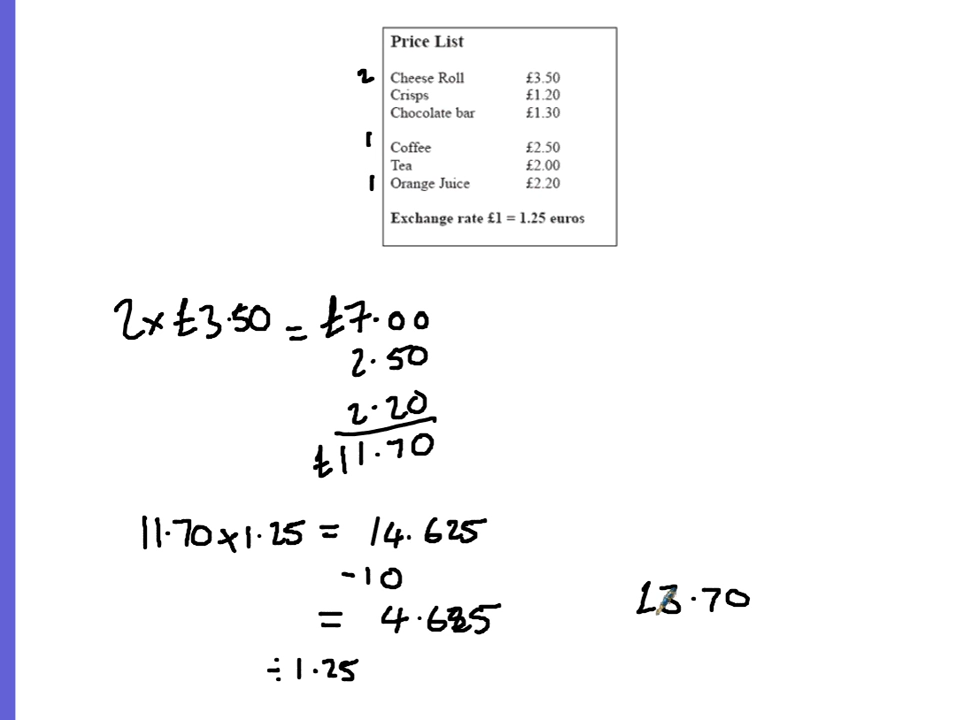 Price List
2 Cheese Roll £3.50
Crisps £1.20
Chocolate bar £1.30
1 Coffee £2.50
Tea £2.00
1 Orange Juice £2.20
Exchange rate £1 = 1.25 euros
2 x £3.50 = £7.00
2.50
2.20
£11.70
11.70 x 1.25 = 14.625
-10
= 4.625
÷ 1.25
£3.70